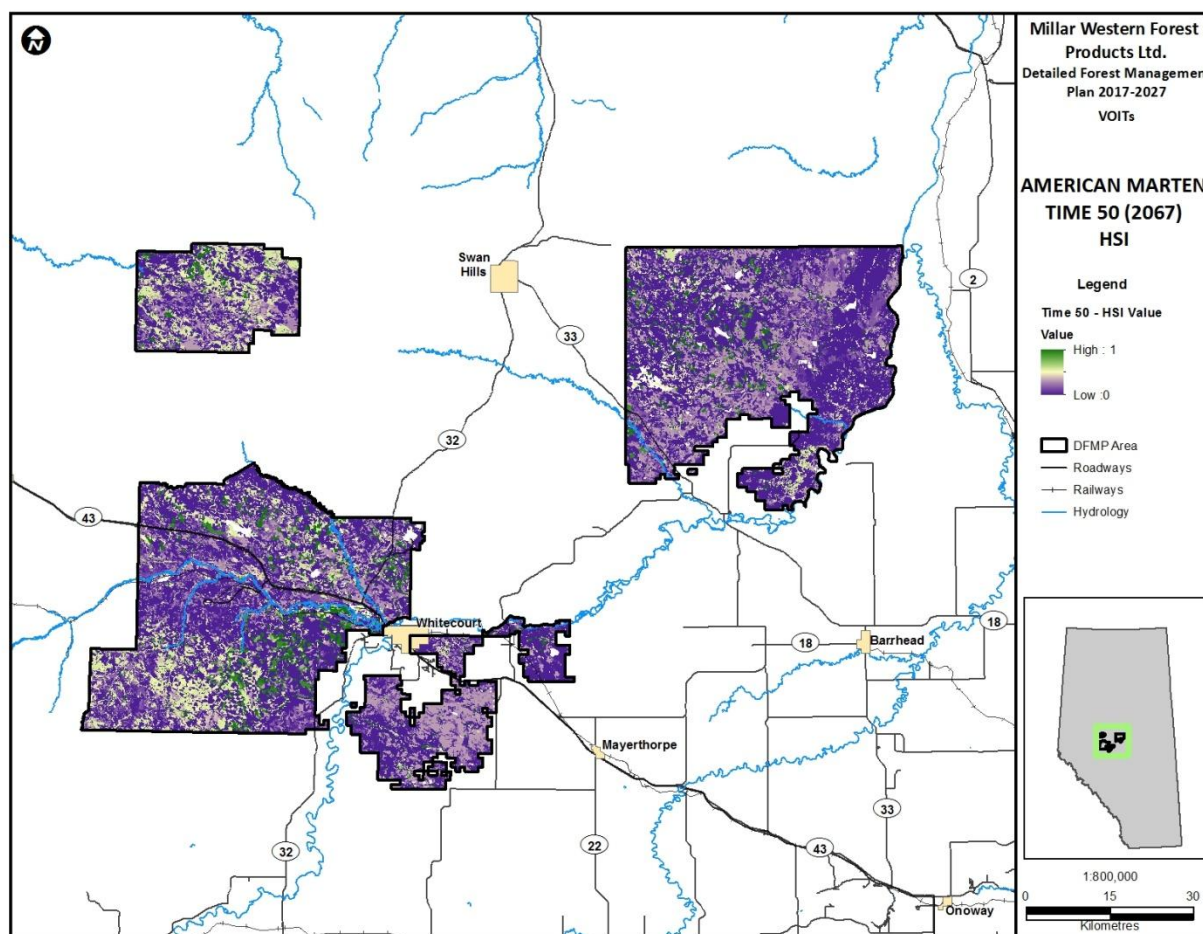 Millar Western Forest
Products Ltd.
Detailed Forest Managemen
Plan 2017-2027
VOITs
AMERICAN MARTEN
TIME 50 (2067)
HSI
Legend
Time 50 - HSI Value
Value
High : 1
Low :0
DFMP Area
Roadways
Railways
Hydrology
1:800,000
0 15 30
Kilometres
N
Swan
Hills
2
33
32
43
Whitecourt
18
Barrhead
18
Mayerthorpe
33
32
22
43
Onoway